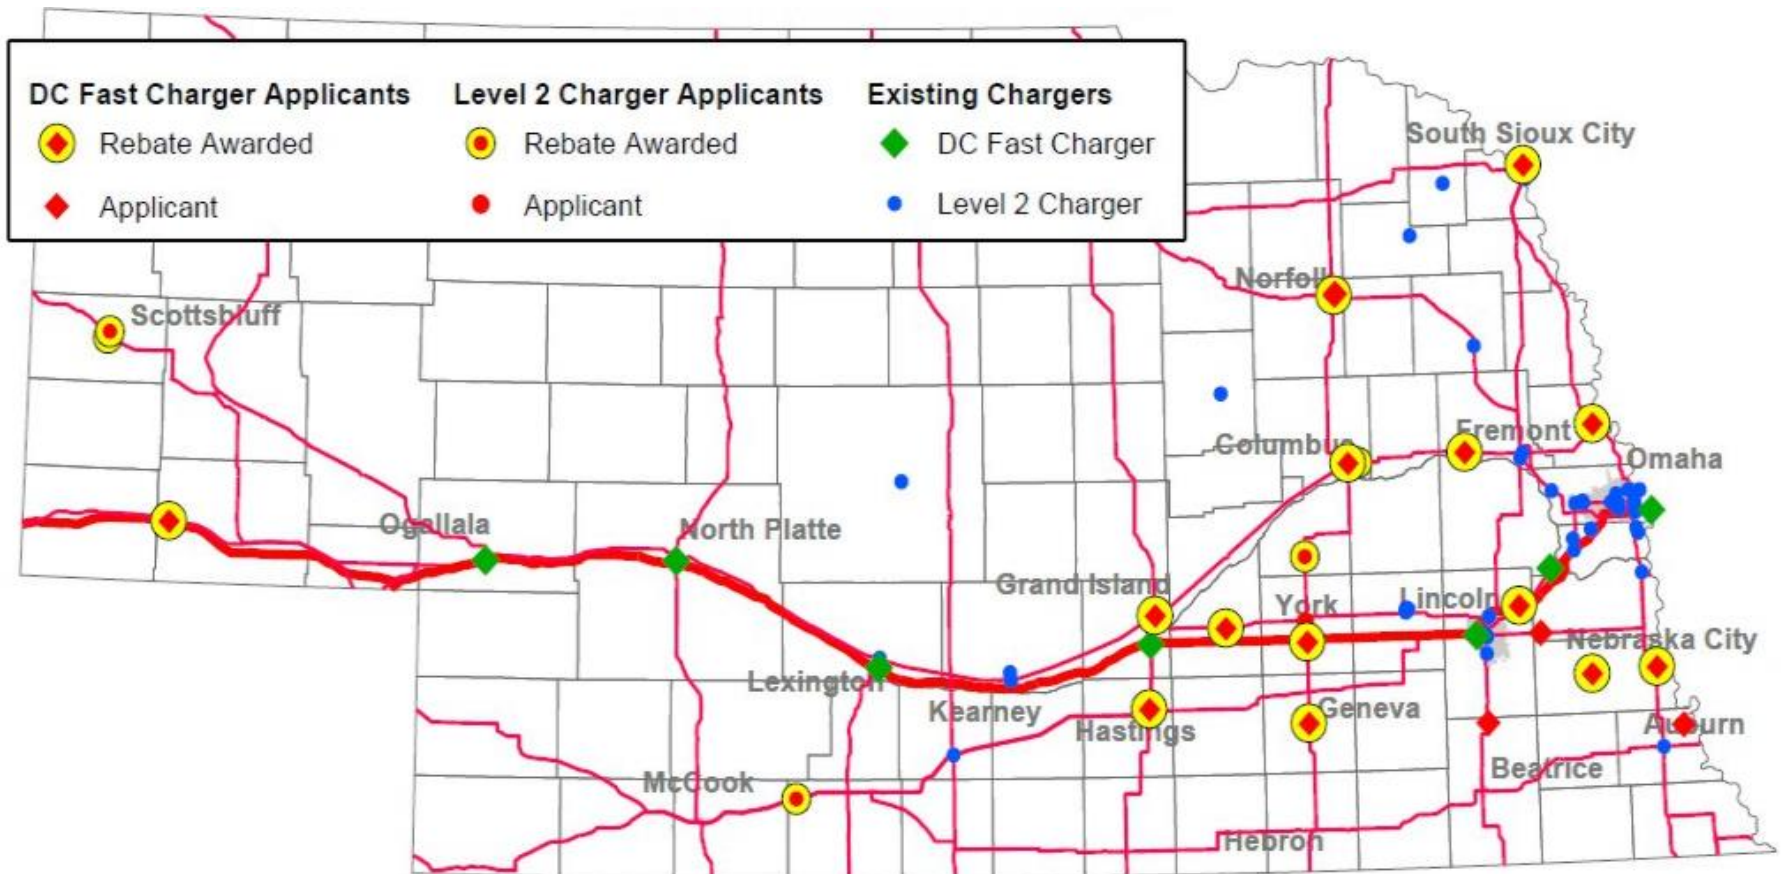 DC Fast Charger Applicants
Level 2 Charger Applicants
Existing Chargers
Rebate Awarded
Rebate Awarded
DC Fast Charger
Applicant
Applicant
Level 2 Charger
South Sioux City
Norfolk
Scottsbluff
Columbus
Fremont
Omaha
Ogallala
North Platte
Grand Island
York
Lincoln
Nebraska City
Lexington
Kearney
Hastings
Geneva
Auburn
McCook
Beatrice
Hebron